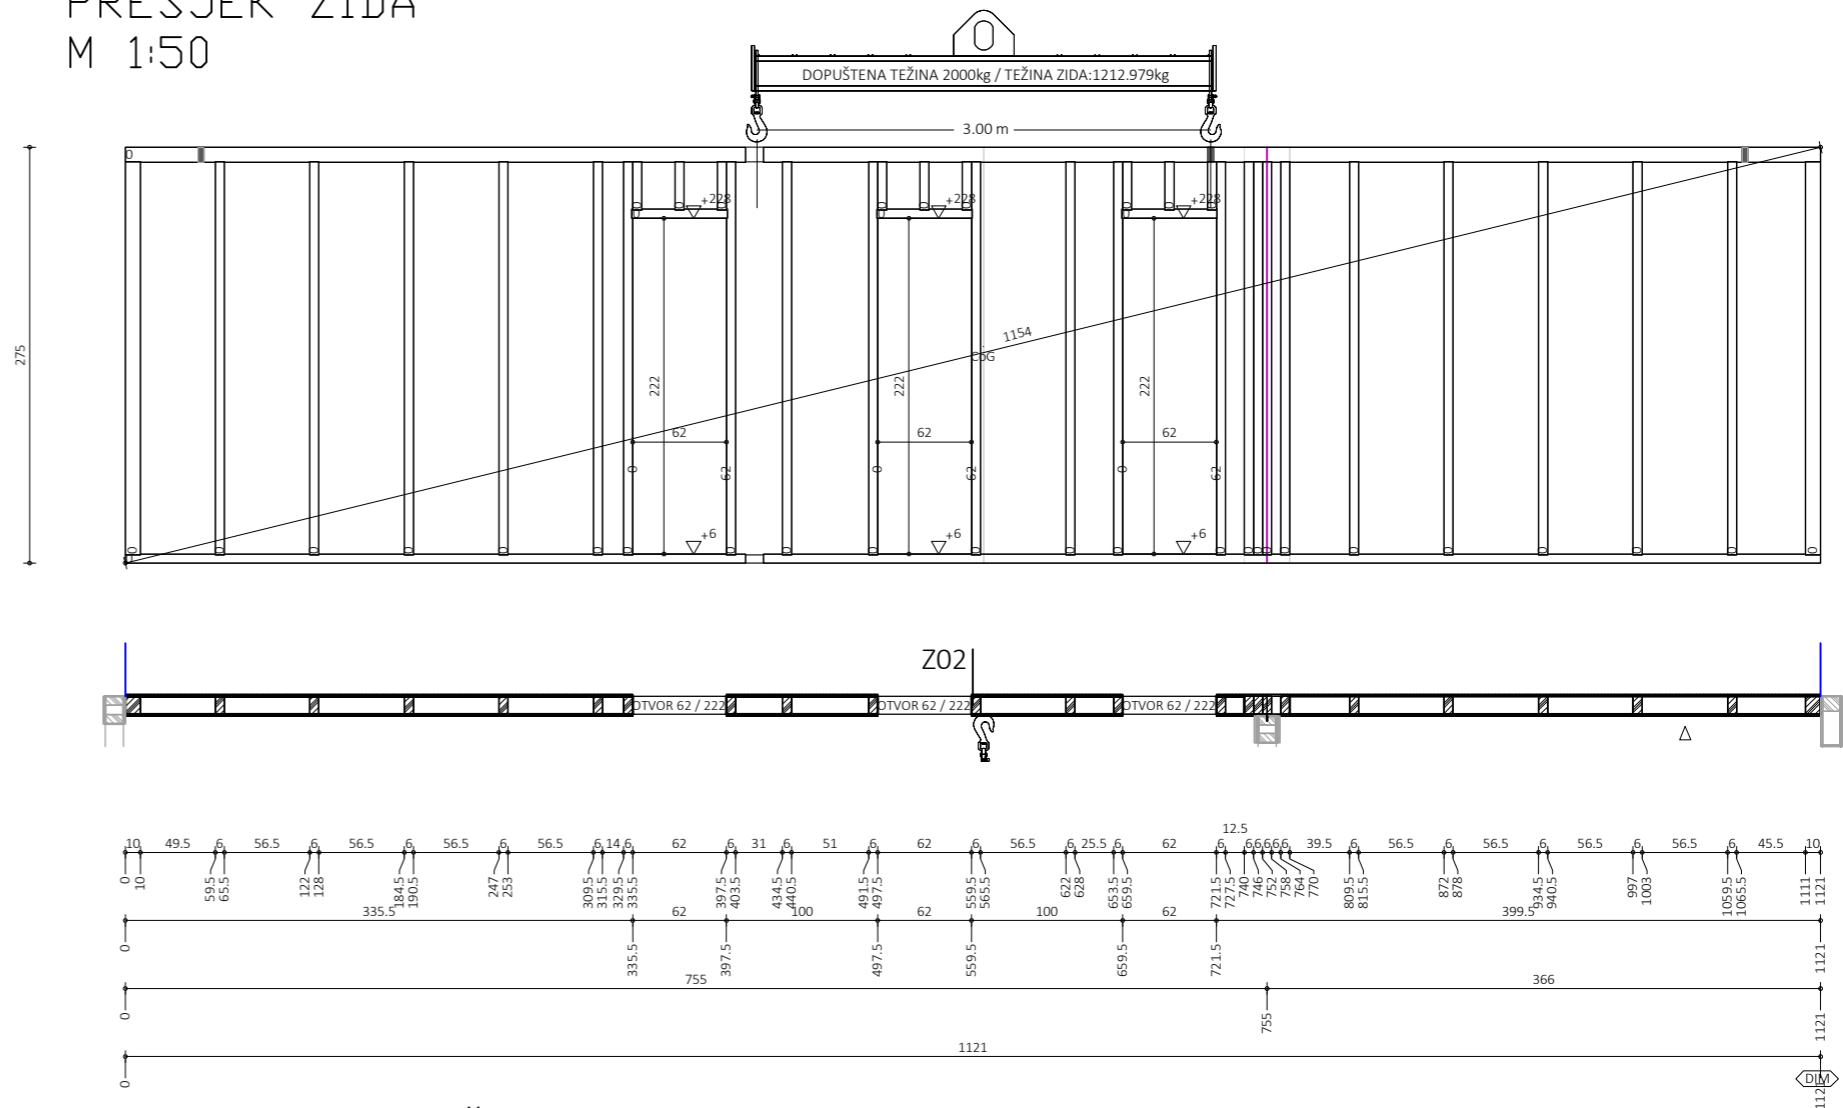 PRESJEK ZIDA
M 1:50
DOPUŠTENA TEŽINA 2000kg / TEŽINA ZIDA:1212.979kg
3.00 m
0
+228 +228 +228
0 0 0
275
1154
CoG
222 222 222
62 62 62
0 62 0 62 0 62
+6 +6 +6
Z02
OTVOR 62 / 222 OTVOR 62 / 222 OTVOR 62 / 222
12.5
10 49.5 6 56.5 6 56.5 6 56.5 6 56.5 6 14 6 62 6 31 6 51 6 62 6 56.5 6 25.5 6 62 6 6 6 6 6 6 39.5 6 56.5 6 56.5 6 56.5 6 56.5 6 45.5 10
0 10 59.5 65.5 122 128 184.5 190.5 247 253 309.5 315.5 329.5 335.5 397.5 403.5 434.5 440.5 491.5 497.5 559.5 565.5 622 628 653.5 659.5 721.5 727.5 740 746 752 758 764 770 809.5 815.5 872 878 934.5 940.5 997 1003 1059.5 1065.5 1111 1121
335.5 62 100 62 100 62 399.5
0 335.5 397.5 497.5 559.5 659.5 721.5 1121
755 366
0 755 1121
1121
0 1121
DIM